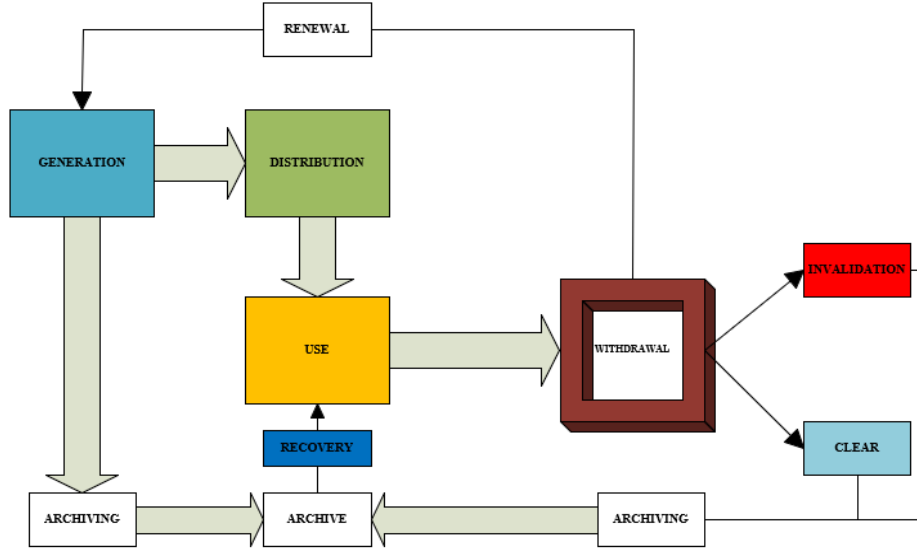 RENEWAL
GENERATION
DISTRIBUTION
INVALIDATION
USE
WITHDRAWAL
RECOVERY
CLEAR
ARCHIVING
ARCHIVE
ARCHIVING